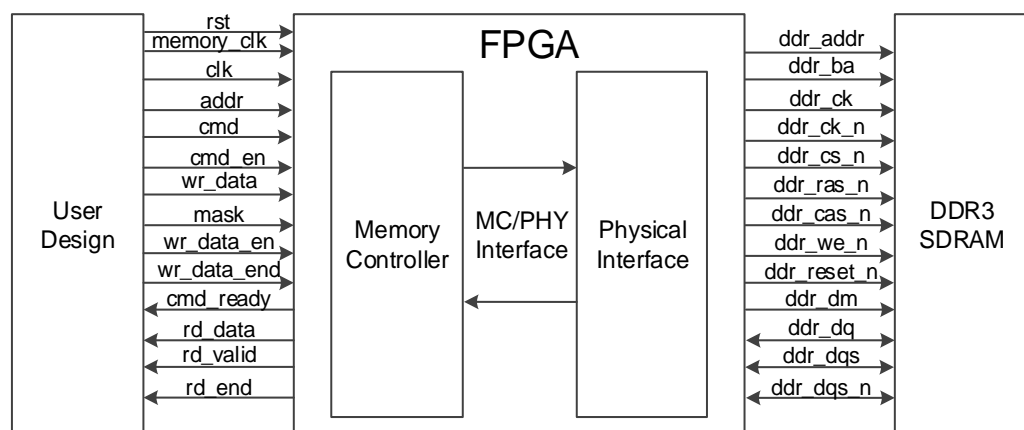 User
Design
rst
memory_clk
clk
addr
cmd
cmd_en
wr_data
mask
wr_data_en
wr_data_end
cmd_ready
rd_data
rd_valid
rd_end
FPGA
Memory
Controller
MC/PHY
Interface
Physical
Interface
ddr_addr
ddr_ba
ddr_ck
ddr_ck_n
ddr_cs_n
ddr_ras_n
ddr_cas_n
ddr_we_n
ddr_reset_n
ddr_dm
ddr_dq
ddr_dqs
ddr_dqs_n
DDR3
SDRAM